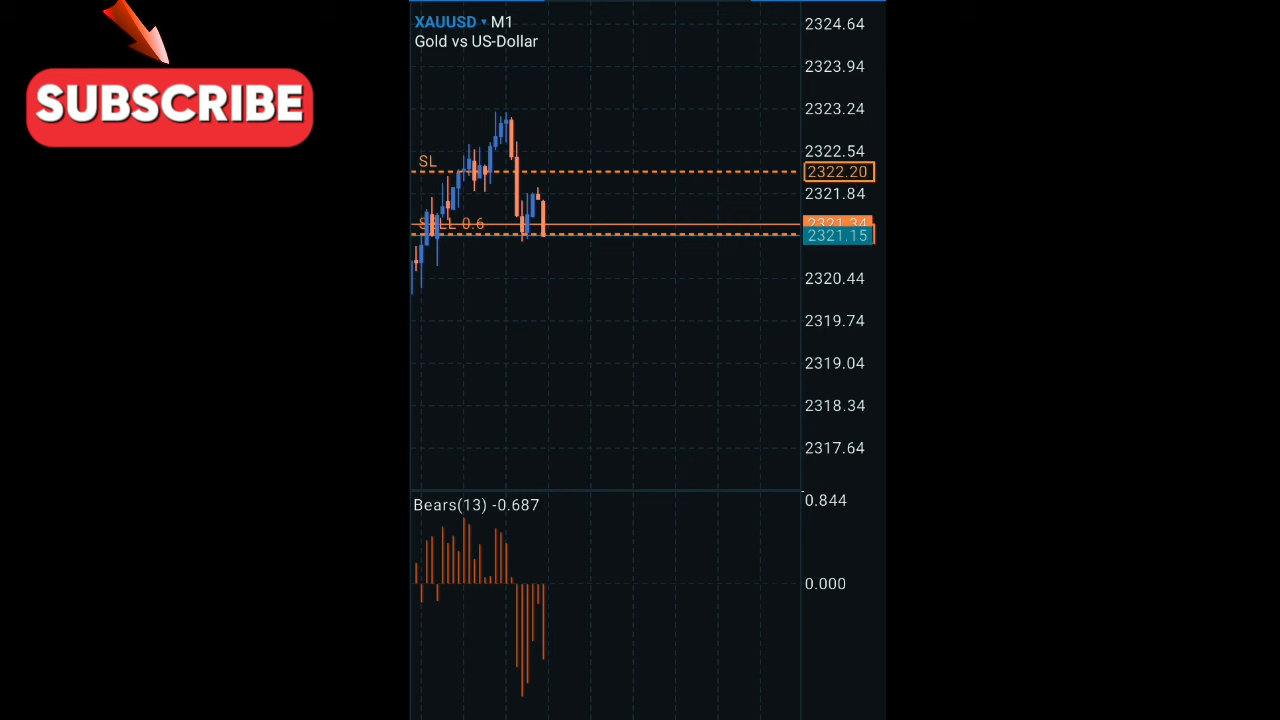 SUBSCRIBE
XAUUSD M1
Gold vs US-Dollar
2324.64
2323.94
2323.24
2322.54
SL
2322.20
2321.84
SELL 0.6
2321.34
2321.15
2320.44
2319.74
2319.04
2318.34
2317.64
Bears(13) -0.687
0.844
0.000